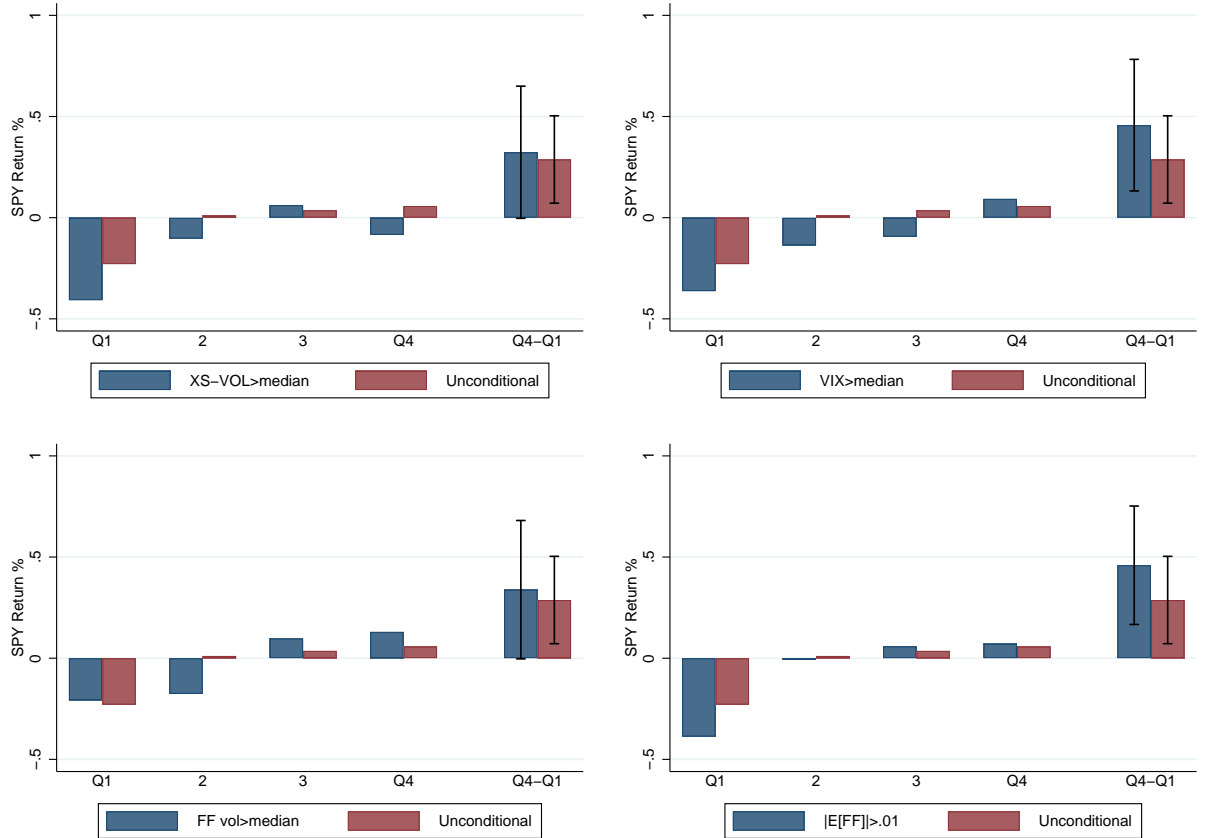 1
.5
0
-.5
SPY Return %
Q1 2 3 Q4 Q4-Q1
XS-VOL>median Unconditional
1
.5
0
-.5
SPY Return %
Q1 2 3 Q4 Q4-Q1
VIX>median Unconditional
1
.5
0
-.5
SPY Return %
Q1 2 3 Q4 Q4-Q1
FF vol>median Unconditional
1
.5
0
-.5
SPY Return %
Q1 2 3 Q4 Q4-Q1
|E[FF]|>.01 Unconditional